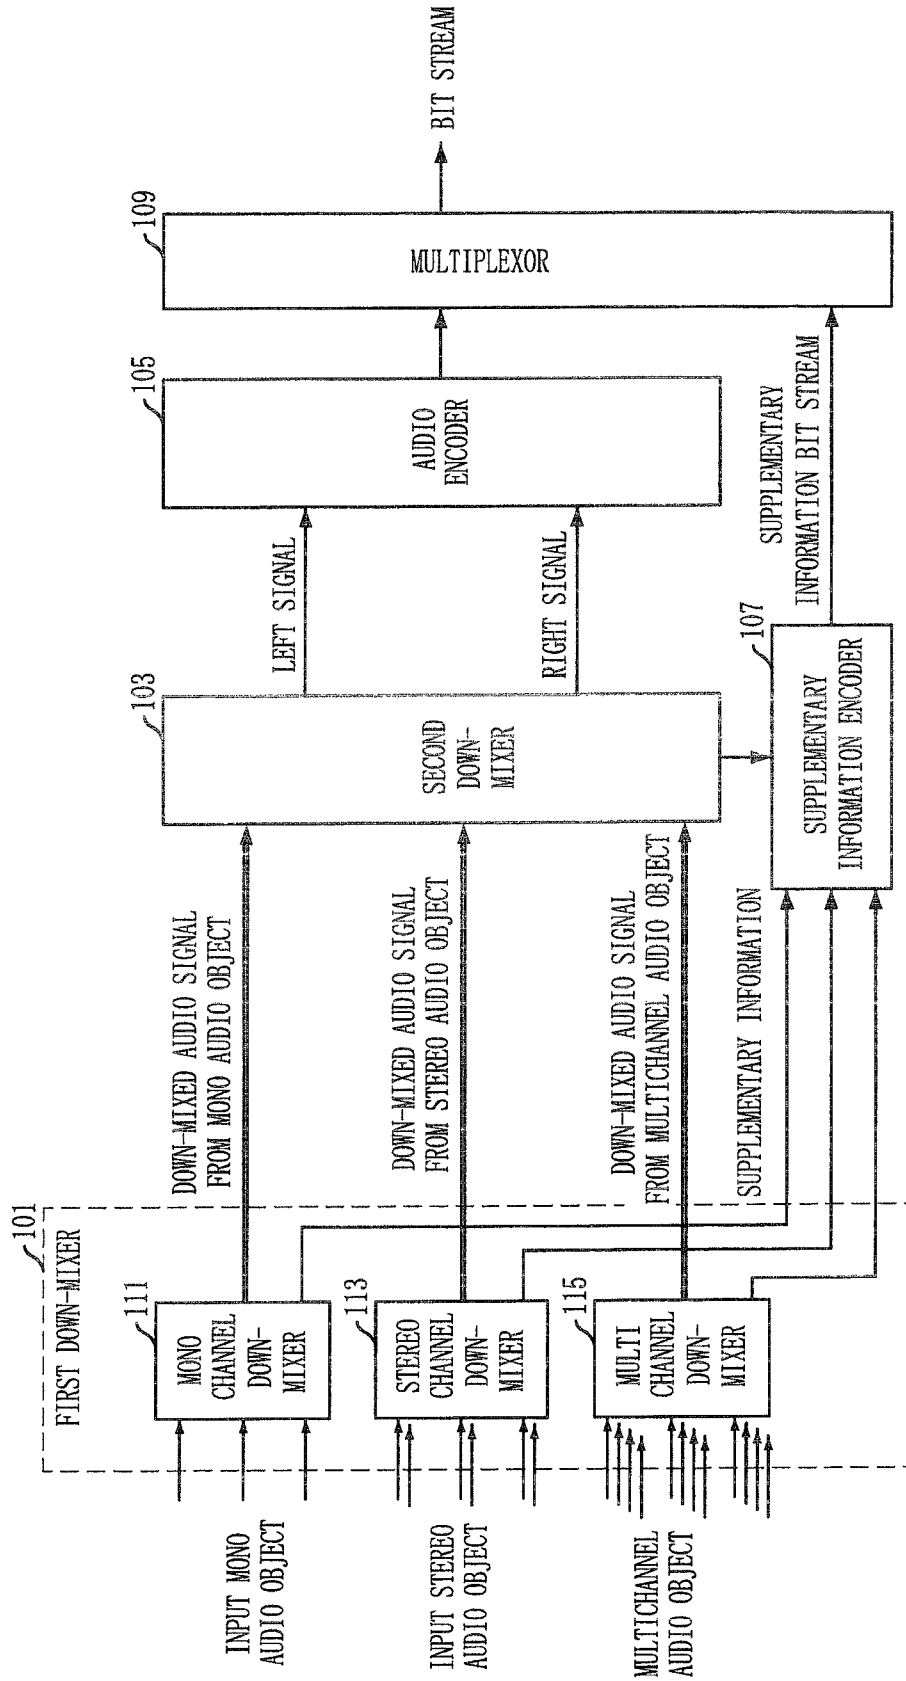 FIRST DOWN-MIXER
101
INPUT MONO
AUDIO OBJECT
111
MONO
CHANNEL
DOWN-
MIXER
DOWN-MIXED AUDIO SIGNAL
FROM MONO AUDIO OBJECT
INPUT STEREO
AUDIO OBJECT
113
STEREO
CHANNEL
DOWN-
MIXER
DOWN-MIXED AUDIO SIGNAL
FROM STEREO AUDIO OBJECT
MULTICHANNEL
AUDIO OBJECT
115
MULTI
CHANNEL
DOWN-
MIXER
DOWN-MIXED AUDIO SIGNAL
FROM MULTICHANNEL AUDIO OBJECT
SUPPLEMENTARY INFORMATION
103
SECOND
DOWN-
MIXER
LEFT SIGNAL
RIGHT SIGNAL
107
SUPPLEMENTARY
INFORMATION ENCODER
105
AUDIO
ENCODER
SUPPLEMENTARY
INFORMATION BIT STREAM
109
MULTIPLEXOR
BIT STREAM